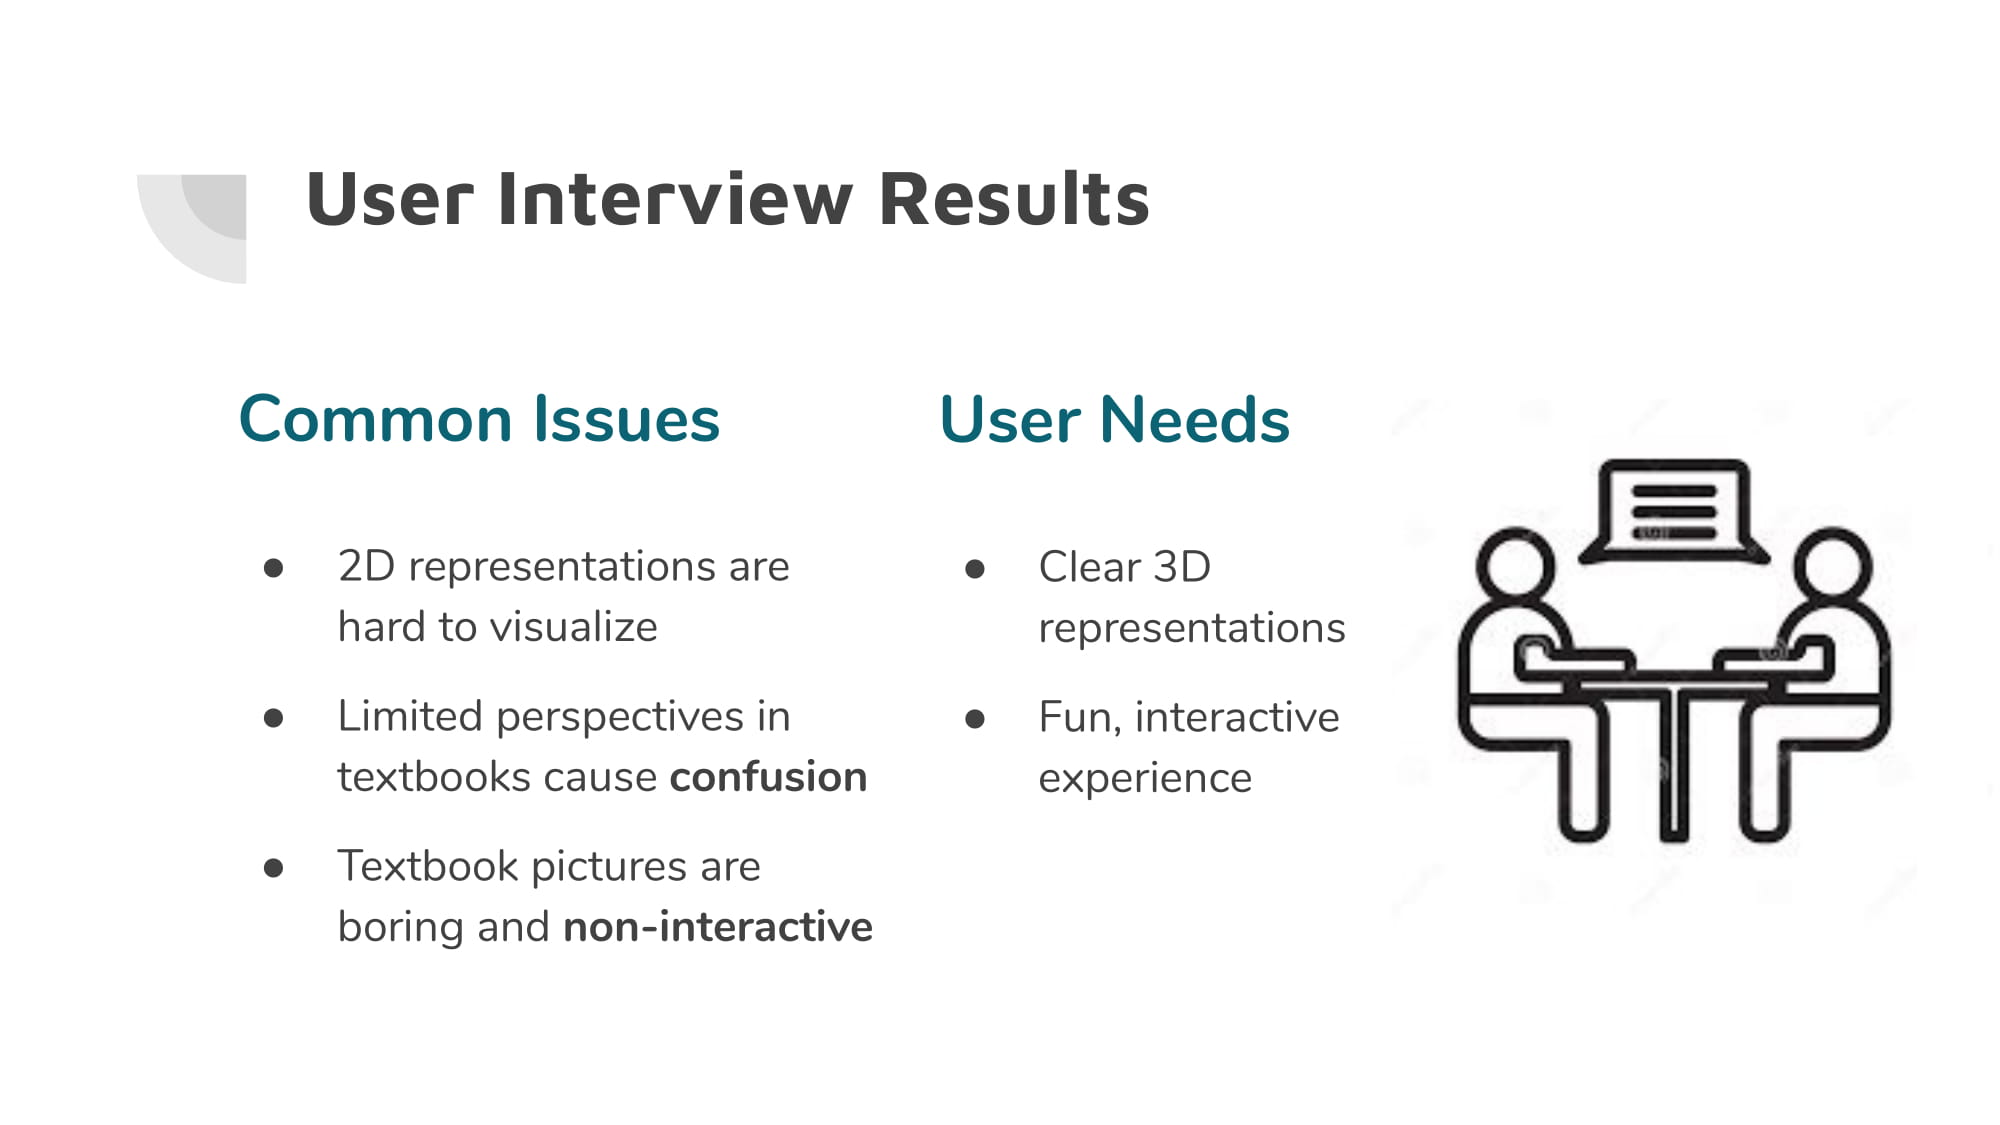 User Interview Results
Common Issues
● 2D representations are
hard to visualize
● Limited perspectives in
textbooks cause confusion
● Textbook pictures are
boring and non-interactive
User Needs
● Clear 3D
representations
● Fun, interactive
experience